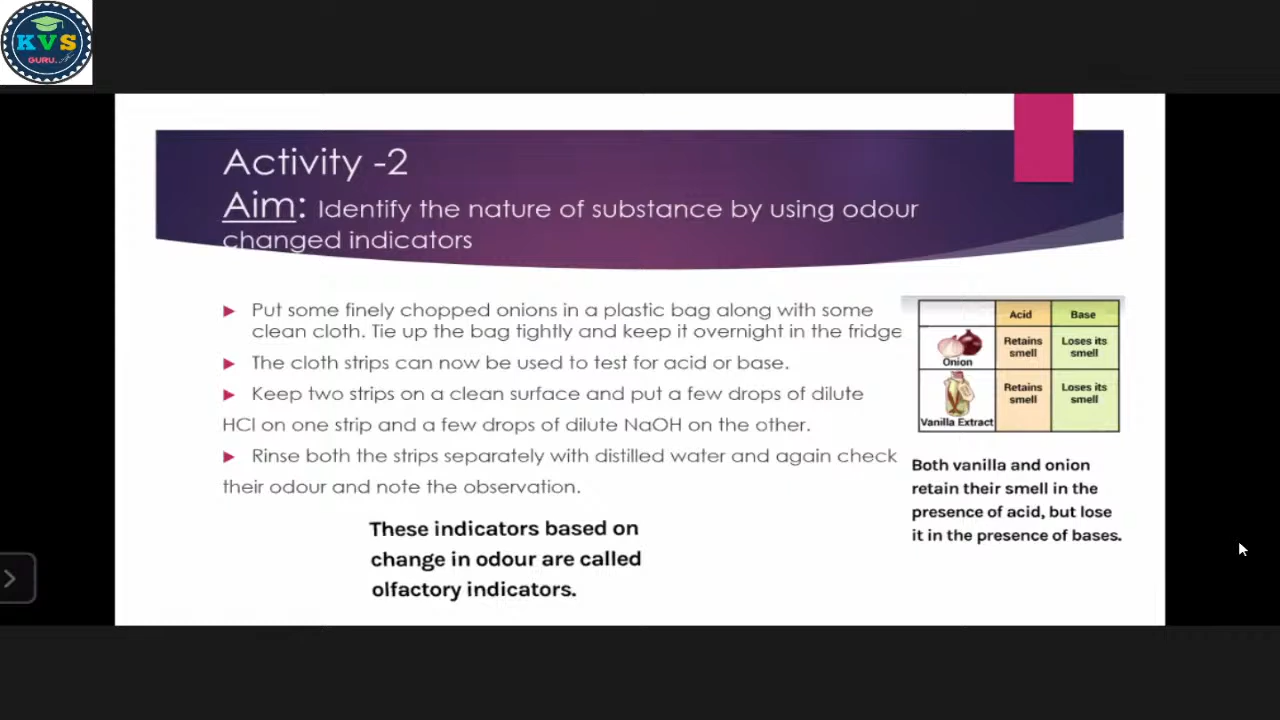 KVS
GURU.
Activity -2
Aim: Identify the nature of substance by using odour
changed indicators
► Put some finely chopped onions in a plastic bag along with some
clean cloth. Tie up the bag tightly and keep it overnight in the fridge
► The cloth strips can now be used to test for acid or base.
► Keep two strips on a clean surface and put a few drops of dilute
HCl on one strip and a few drops of dilute NaOH on the other.
► Rinse both the strips separately with distilled water and again check
their odour and note the observation.
These indicators based on
change in odour are called
olfactory indicators.
Acid Base
Onion Retains smell Loses its smell
Vanilla Extract Retains smell Loses its smell
Both vanilla and onion
retain their smell in the
presence of acid, but lose
it in the presence of bases.